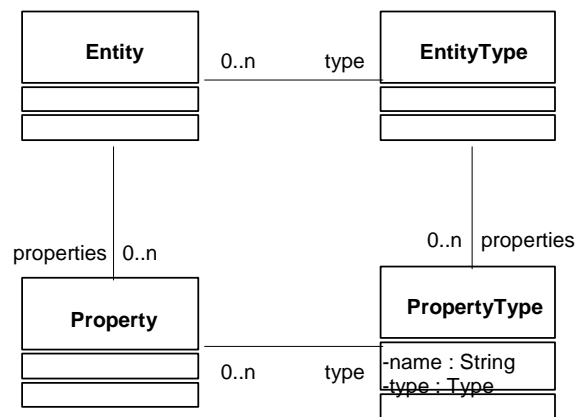 Entity
0..n type
EntityType
properties 0..n
0..n properties
Property
0..n type
PropertyType
-name : String
-type : Type